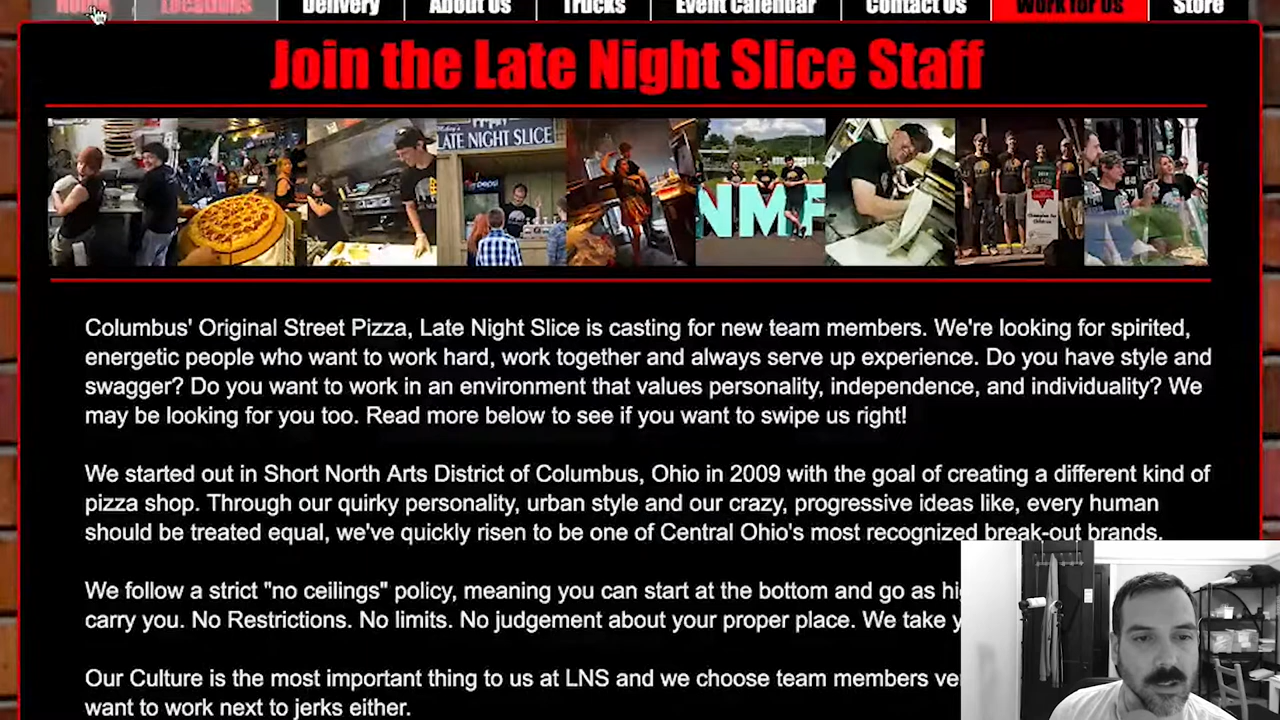 Home Locations Delivery About Us Trucks Event Calendar Contact Us Work for Us Store
Join the Late Night Slice Staff
LATE NIGHT SLICE
pepsi
NMF
Columbus' Original Street Pizza, Late Night Slice is casting for new team members. We're looking for spirited,
energetic people who want to work hard, work together and always serve up experience. Do you have style and
swagger? Do you want to work in an environment that values personality, independence, and individuality? We
may be looking for you too. Read more below to see if you want to swipe us right!
We started out in Short North Arts District of Columbus, Ohio in 2009 with the goal of creating a different kind of
pizza shop. Through our quirky personality, urban style and our crazy, progressive ideas like, every human
should be treated equal, we've quickly risen to be one of Central Ohio's most recognized break-out brands.
We follow a strict "no ceilings" policy, meaning you can start at the bottom and go as
carry you. No Restrictions. No limits. No judgement about your proper place. We take
Our Culture is the most important thing to us at LNS and we choose team members
want to work next to jerks either.